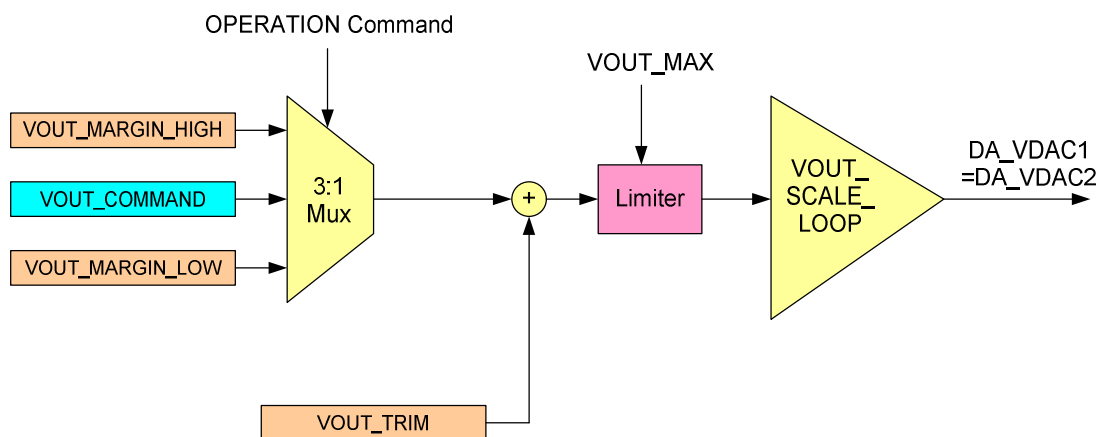 OPERATION Command
VOUT_MAX
VOUT_MARGIN_HIGH
VOUT_COMMAND
VOUT_MARGIN_LOW
3:1
Mux
+
Limiter
VOUT_
SCALE_
LOOP
DA_VDAC1
=DA_VDAC2
VOUT_TRIM